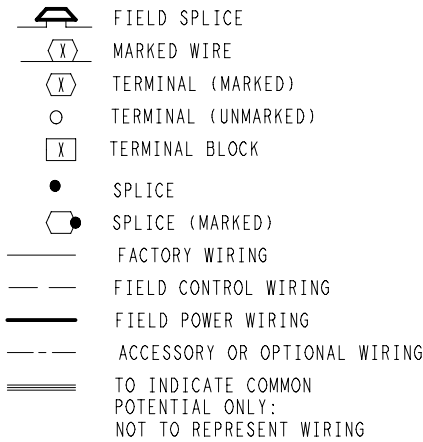 FIELD SPLICE
X MARKED WIRE
X TERMINAL (MARKED)
TERMINAL (UNMARKED)
X TERMINAL BLOCK
SPLICE
SPLICE (MARKED)
FACTORY WIRING
FIELD CONTROL WIRING
FIELD POWER WIRING
ACCESSORY OR OPTIONAL WIRING
TO INDICATE COMMON
POTENTIAL ONLY:
NOT TO REPRESENT WIRING